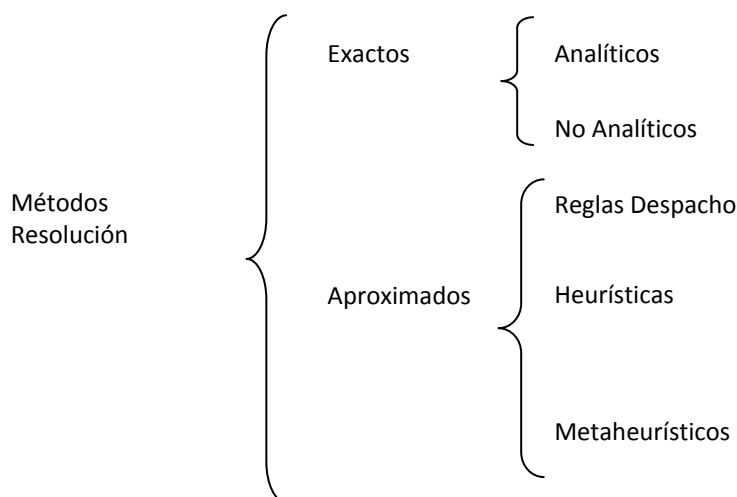 Métodos
Resolución
Exactos
Analíticos
No Analíticos
Aproximados
Reglas Despacho
Heurísticas
Metaheurísticos